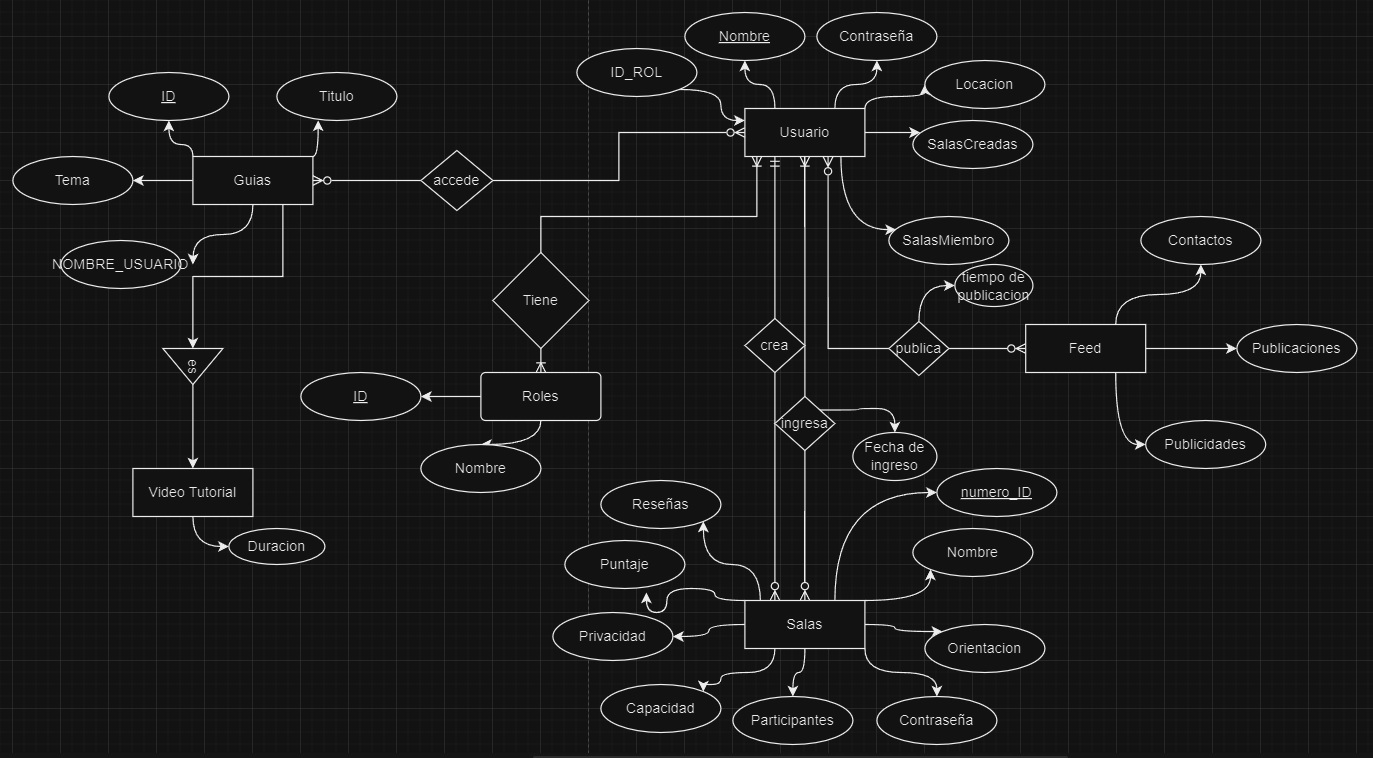 Nombre
Contraseña
ID_ROL
Locacion
ID
Titulo
Usuario
SalasCreadas
Tema
Guias
accede
SalasMiembro
Contactos
NOMBRE_USUARIO
tiempo de
publicacion
Tiene
es
crea
publica
Feed
Publicaciones
ID
Roles
ingresa
Fecha de
ingreso
Publicidades
Nombre
Video Tutorial
numero_ID
Reseñas
Duracion
Nombre
Puntaje
Salas
Privacidad
Orientacion
Capacidad
Participantes
Contraseña